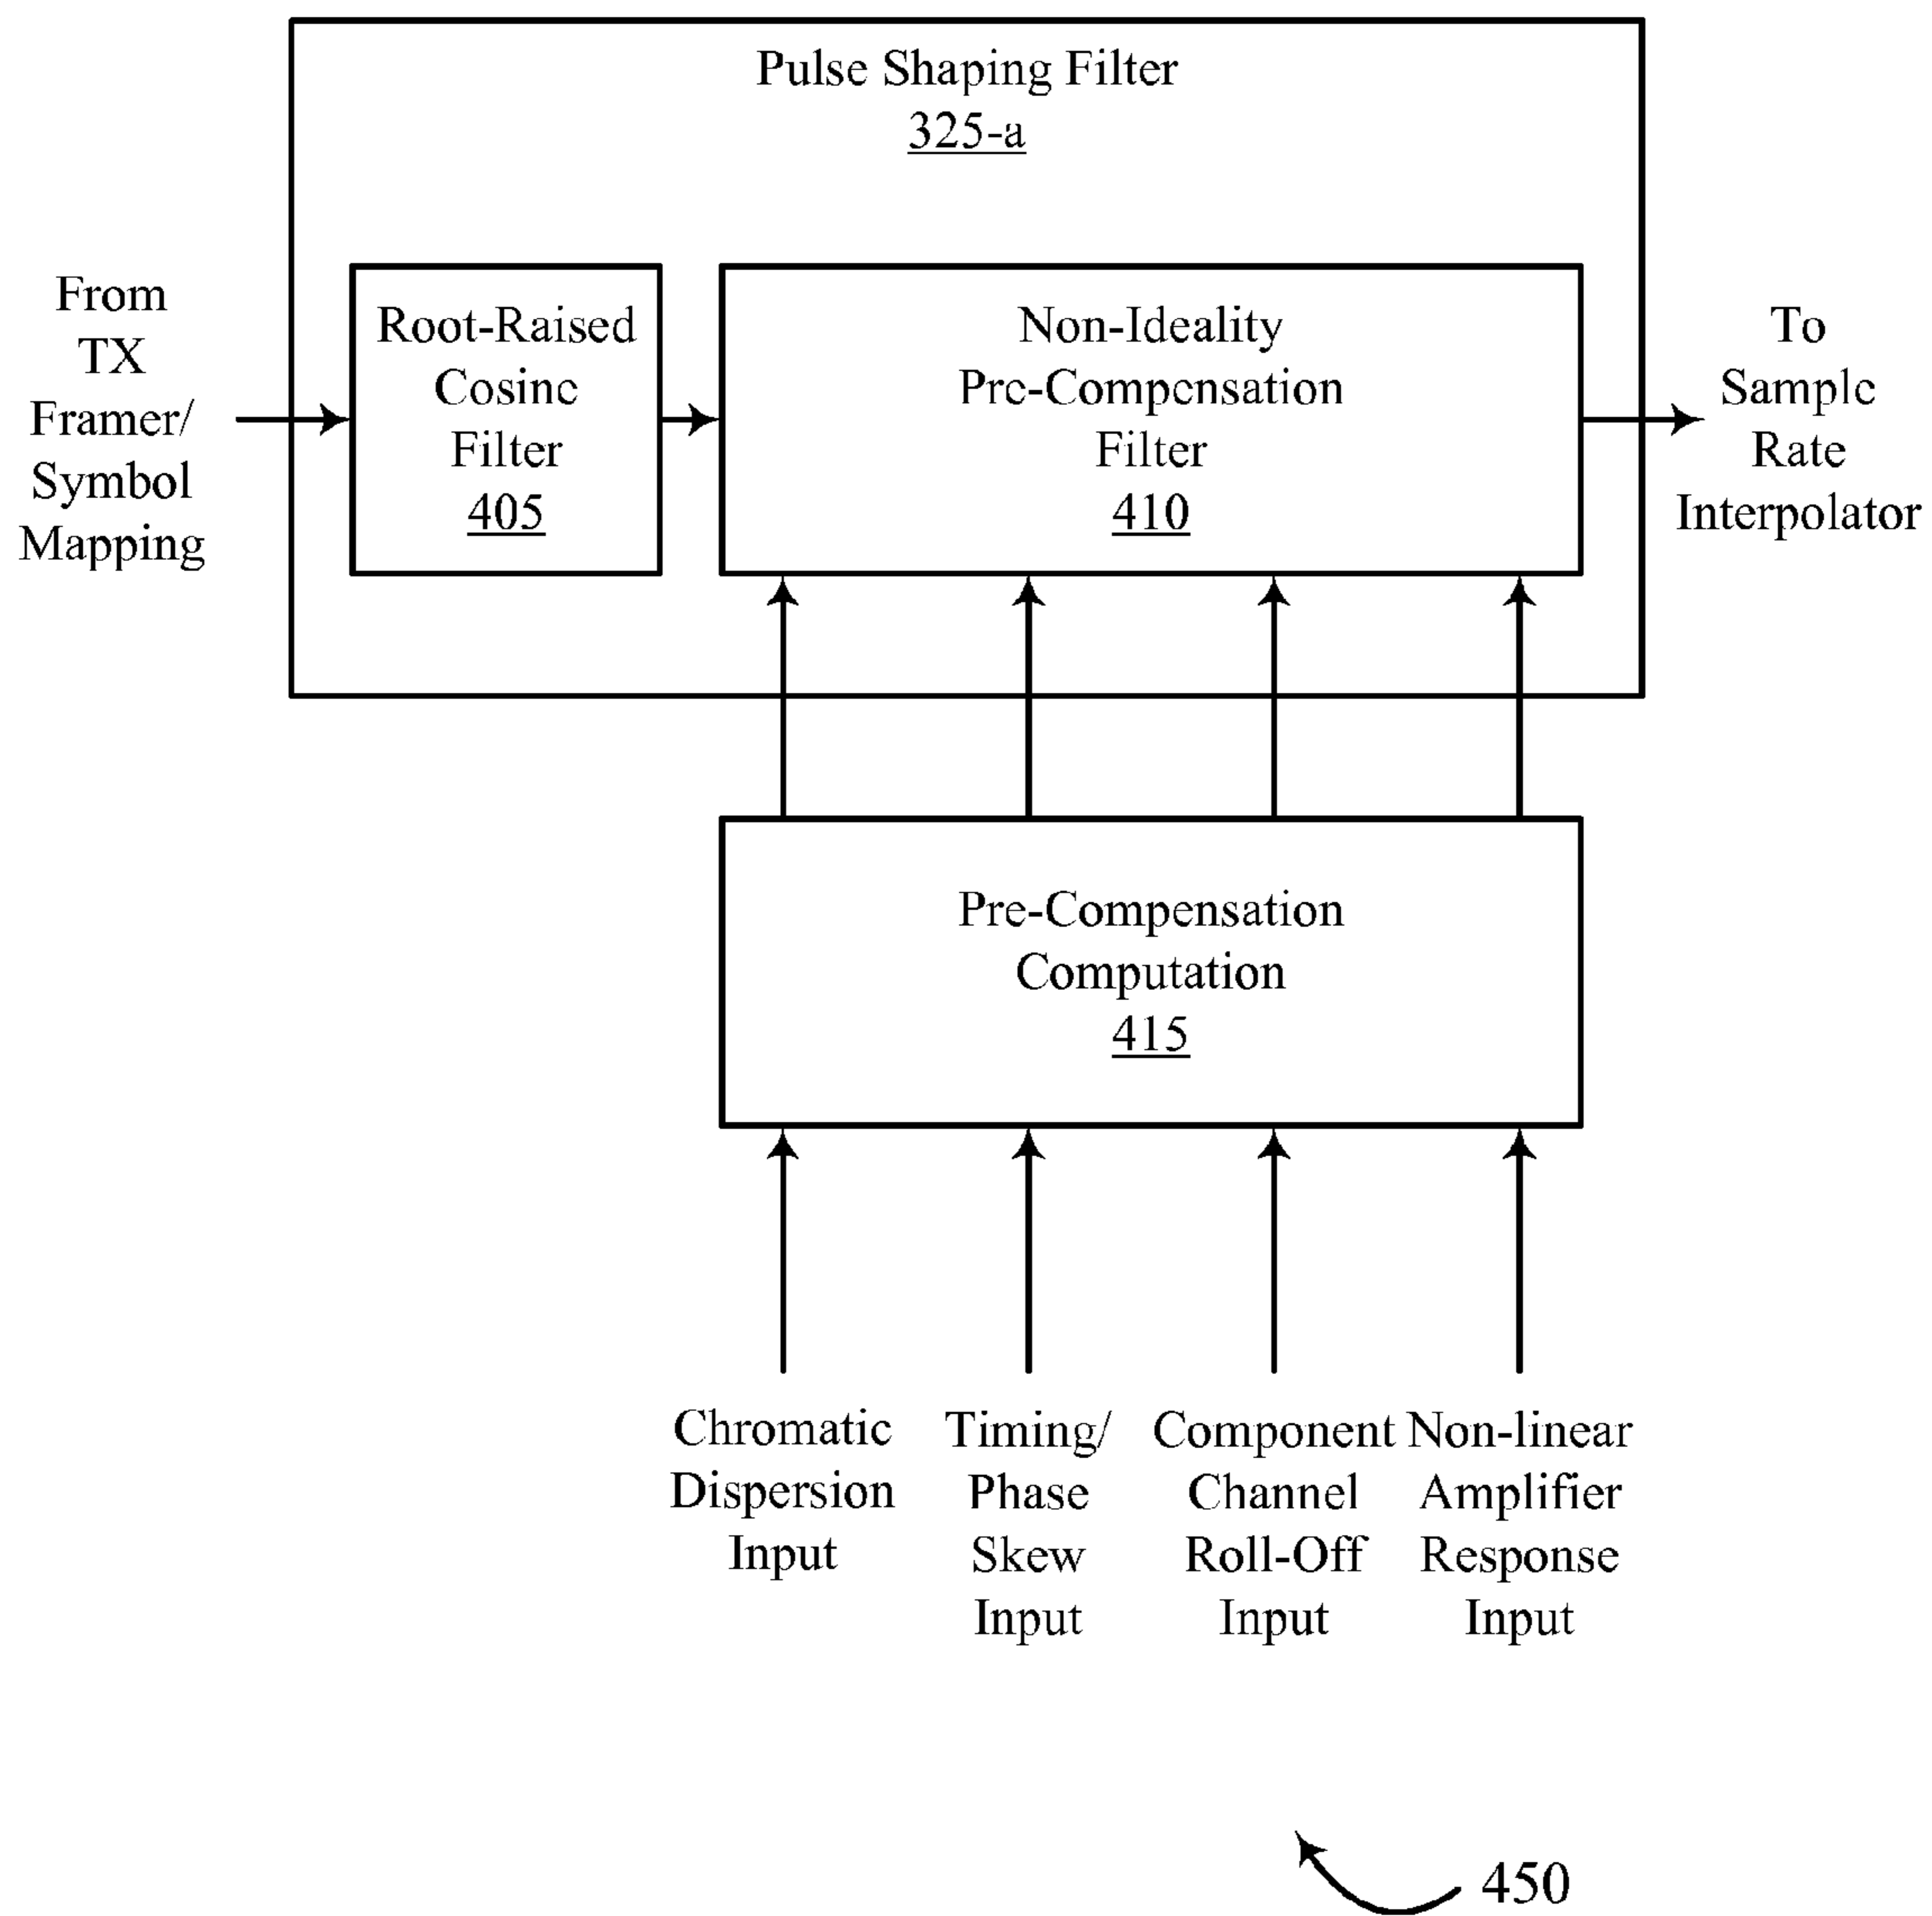 Pulse Shaping Filter
325-a
From
TX
Framer/
Symbol
Mapping
Root-Raised
Cosine
Filter
405
Non-Ideality
Pre-Compensation
Filter
410
To
Sample
Rate
Interpolator
Pre-Compensation
Computation
415
Chromatic
Dispersion
Input
Timing/
Phase
Skew
Input
Component
Channel
Roll-Off
Input
Non-linear
Amplifier
Response
Input
450